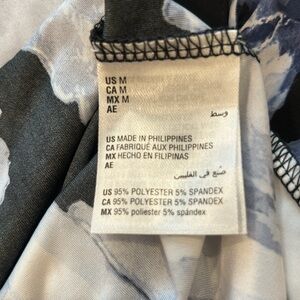 US M
CA M
MX M
AE
وسط
US MADE IN PHILIPPINES
CA FABRIQUÉ AUX PHILIPPINES
MX HECHO EN FILIPINAS
AE
صنع في الفلبين
US 95% POLYESTER 5% SPANDEX
CA 95% POLYESTER 5% SPANDEX
MX 95% poliester 5% spándex